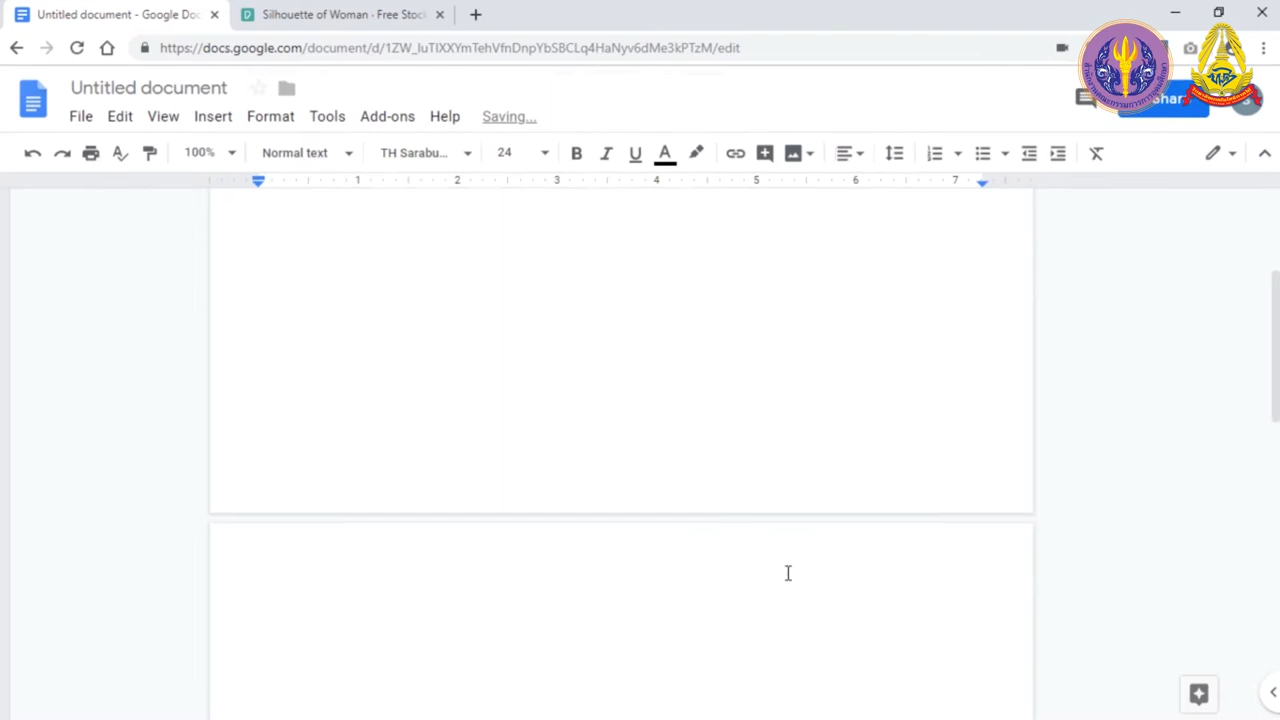 Untitled document - Google Doc
Silhouette of Woman · Free Stock
https://docs.google.com/document/d/1ZW_IuTIXXYmTehVfnDnpYbSBCLq4HaNyv6dMe3kPTzM/edit
Untitled document
Shar
File Edit View Insert Format Tools Add-ons Help Saving...
100% Normal text TH Sarabu... 24 B I U A
1 2 3 4 5 6 7